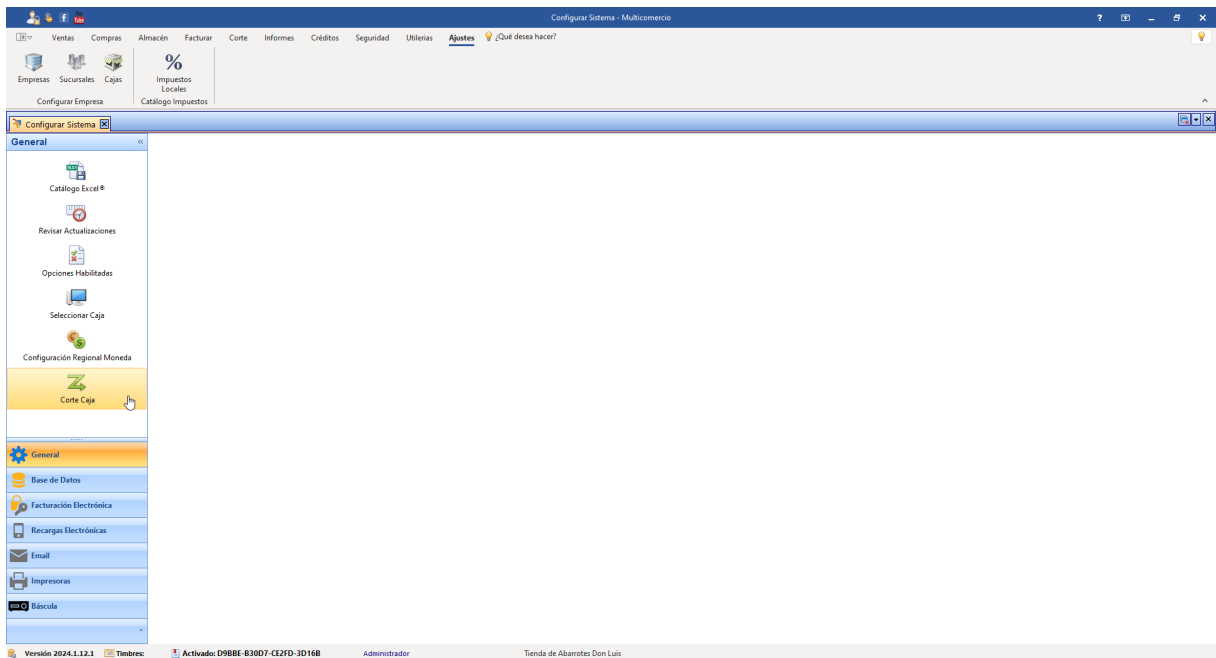 Configurar Sistema - Multicomercio
Ventas Compras Almacén Facturar Corte Informes Créditos Seguridad Utilerias Ajustes ¿Qué desea hacer?
Empresas Sucursales Cajas Impuestos Locales
Configurar Empresa Catálogo Impuestos
Configurar Sistema
General
Catálogo Excel®
Revisar Actualizaciones
Opciones Habilitadas
Seleccionar Caja
Configuración Regional Moneda
Corte Caja
General
Base de Datos
Facturación Electrónica
Recargas Electrónicas
Email
Impresoras
Báscula
Versión 2024.1.12.1 Timbres: Activado: D9BBE-B30D7-CE2FD-3D16B Administrador Tienda de Abarrotes Don Luis